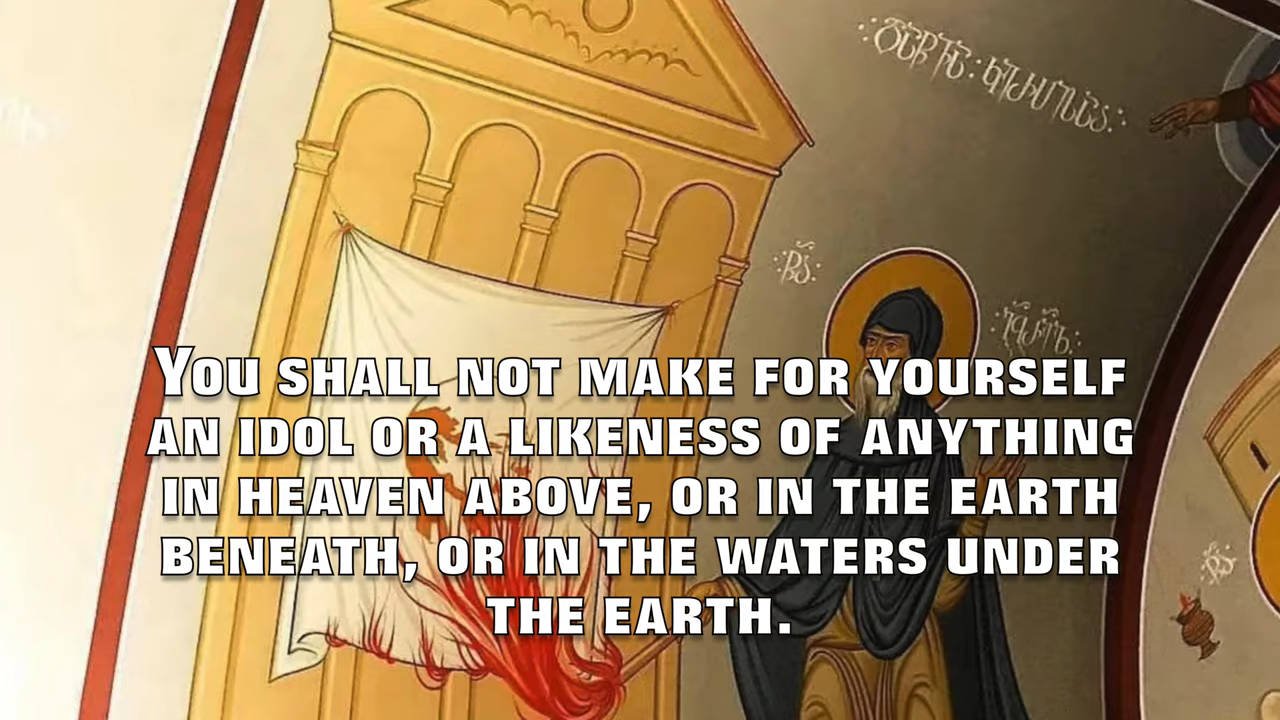 You shall not make for yourself
an idol or a likeness of anything
in heaven above, or in the earth
beneath, or in the waters under
the earth.